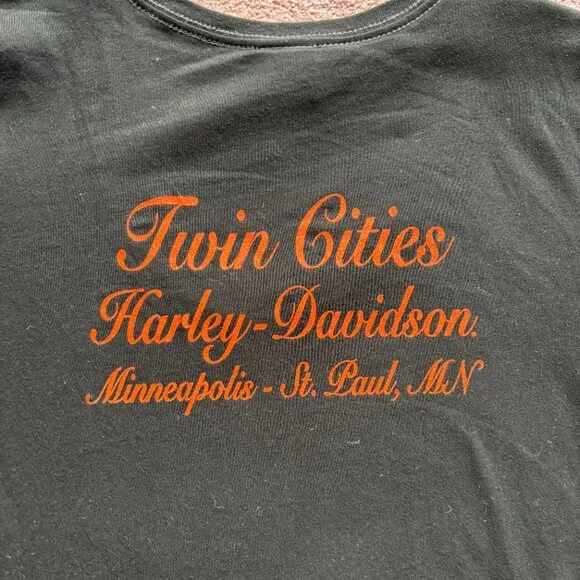 Twin Cities
Harley-Davidson.
Minneapolis - St. Paul, MN